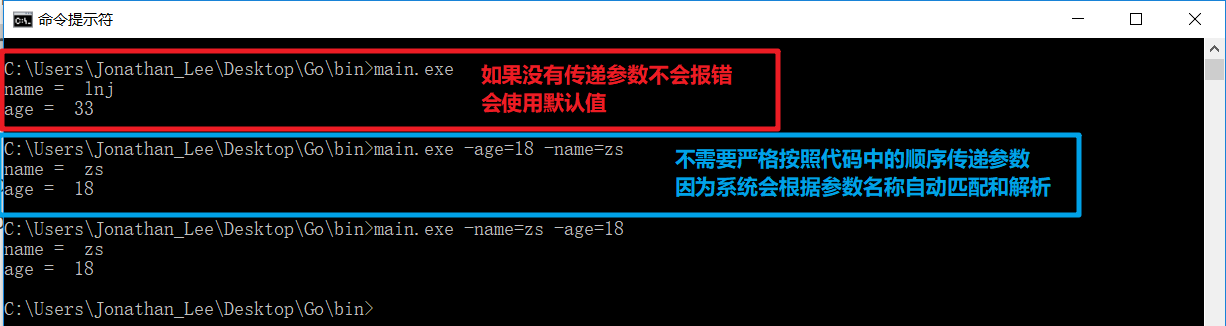 命令提示符
C:\Users\Jonathan_Lee\Desktop\Go\bin>main.exe
如果没有传递参数不会报错
name =  lnj
会使用默认值
age =  33
C:\Users\Jonathan_Lee\Desktop\Go\bin>main.exe -age=18 -name=zs
不需要严格按照代码中的顺序传递参数
name =  zs
因为系统会根据参数名称自动匹配和解析
age =  18
C:\Users\Jonathan_Lee\Desktop\Go\bin>main.exe -name=zs -age=18
name =  zs
age =  18
C:\Users\Jonathan_Lee\Desktop\Go\bin>